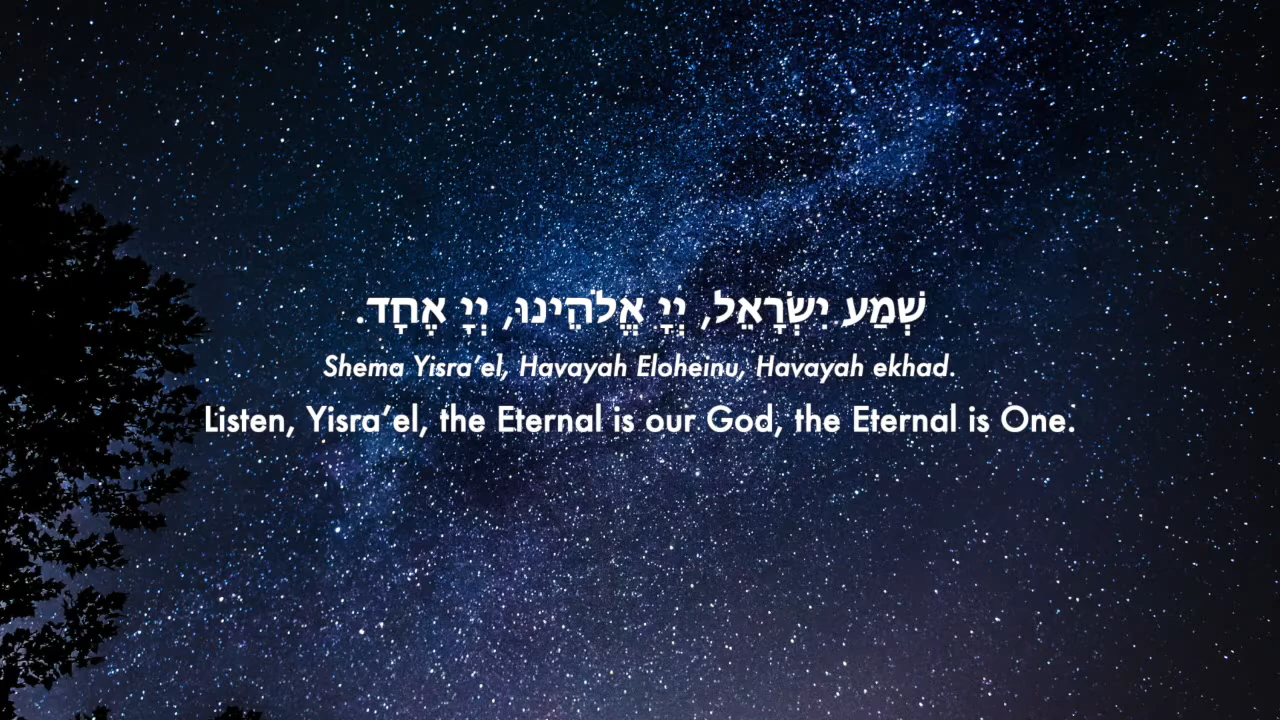 שְׁמַע יִשְׂרָאֵל, יְיָ אֱלֹהֵינוּ, יְיָ אֶחָד.
Shema Yisra’el, Havayah Eloheinu, Havayah ekhad.
Listen, Yisra’el, the Eternal is our God, the Eternal is One.